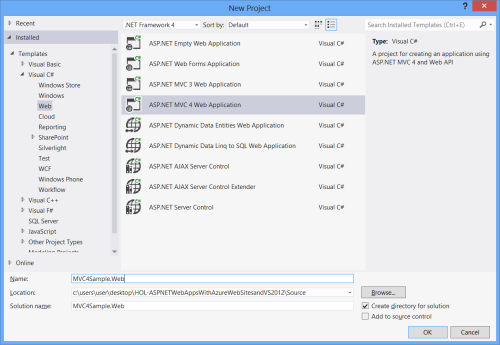 New Project
? ×
Recent
.NET Framework 4 Sort by: Default
Search Installed Templates (Ctrl+E)
Installed
Templates
Visual Basic
Visual C#
Windows Store
Windows
Web
Cloud
Reporting
SharePoint
Silverlight
Test
WCF
Windows Phone
Workflow
Visual C++
Visual F#
SQL Server
JavaScript
Other Project Types
Modeling Projects
Online
ASP.NET Empty Web Application Visual C#
ASP.NET Web Forms Application Visual C#
ASP.NET MVC 3 Web Application Visual C#
ASP.NET MVC 4 Web Application Visual C#
ASP.NET Dynamic Data Entities Web Application Visual C#
ASP.NET Dynamic Data Linq to SQL Web Application Visual C#
ASP.NET AJAX Server Control Visual C#
ASP.NET AJAX Server Control Extender Visual C#
ASP.NET Server Control Visual C#
Type: Visual C#
A project for creating an application using
ASP.NET MVC 4 and Web API
Name: MVC4Sample.Web
Location: c:\users\user\desktop\HOL-ASPNETWebAppsWithAzureWebSitesandVS2012\Source
Browse...
Solution name: MVC4Sample.Web
Create directory for solution
Add to source control
OK Cancel